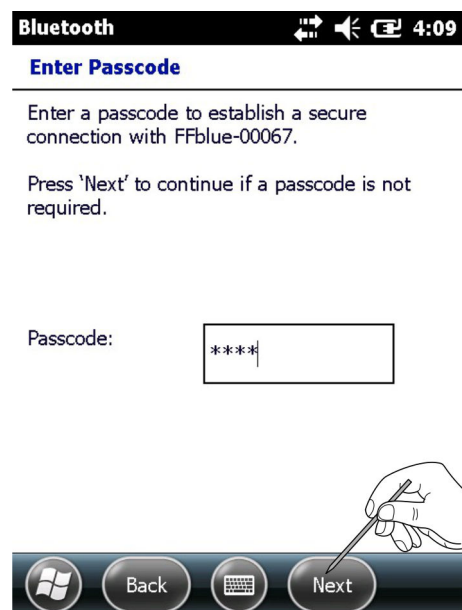 Bluetooth 4:09
Enter Passcode
Enter a passcode to establish a secure
connection with FFblue-00067.
Press ‘Next’ to continue if a passcode is not
required.
Passcode: ****
Back Next